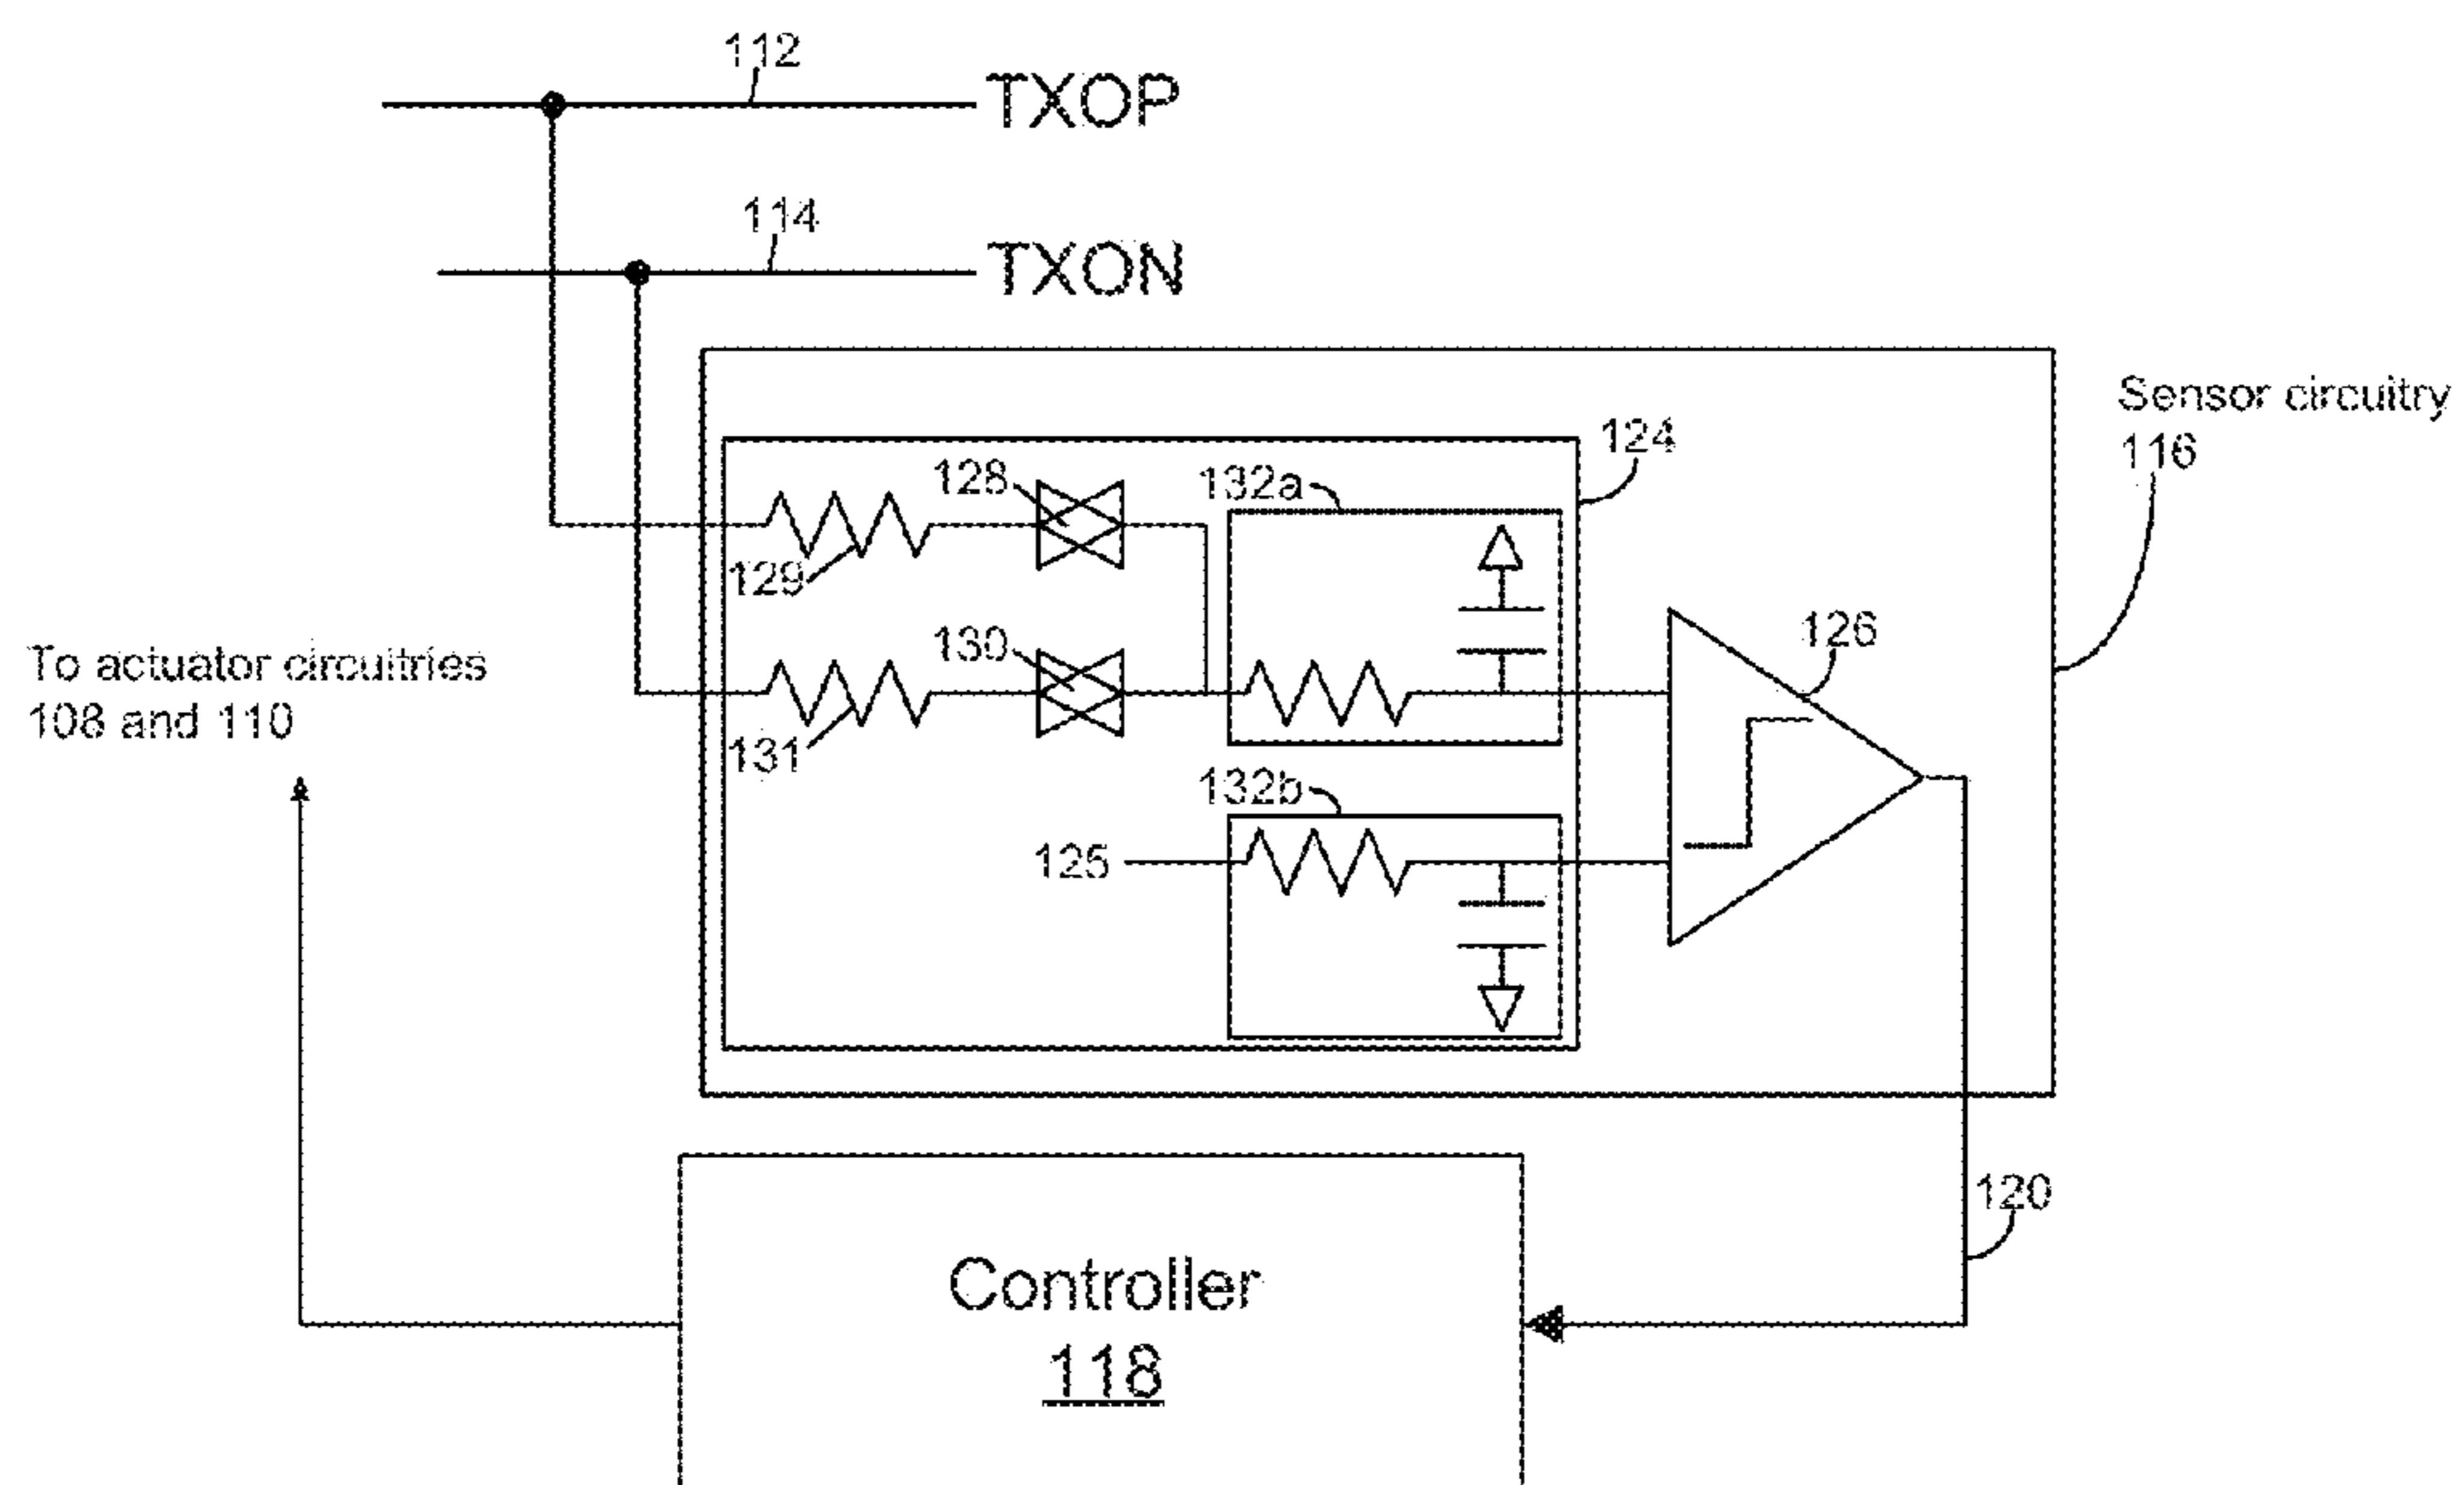 112
TXOP
114
TXON
Sensor circuitry
116
124
128
132a
129
126
130
To actuator circuitries
108 and 110
131
132b
125
120
Controller
118